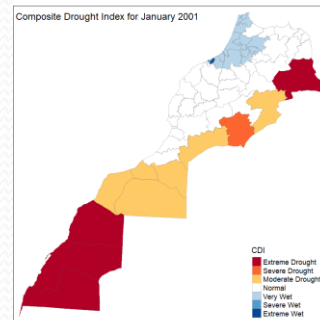 Composite Drought Index for January 2001
CDI
Extreme Drought
Severe Drought
Moderate Drought
Normal
Very Wet
Severe Wet
Extreme Wet